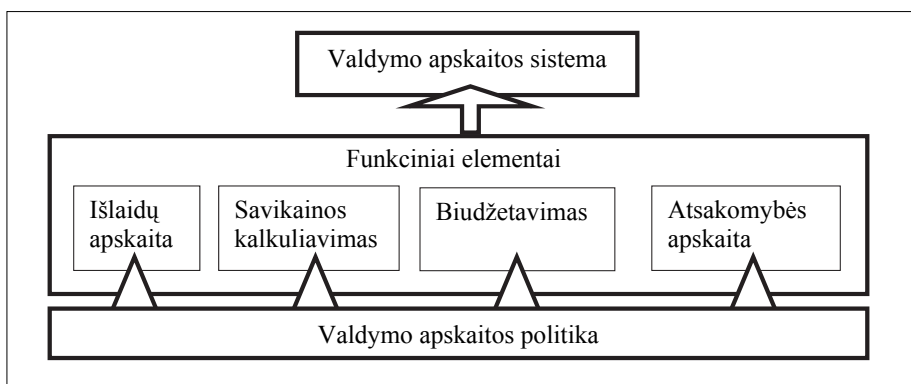 Valdymo apskaitos sistema
Funkciniai elementai
Išlaidų
apskaita
Savikainos
kalkuliavimas
Biudžetavimas
Atsakomybės
apskaita
Valdymo apskaitos politika